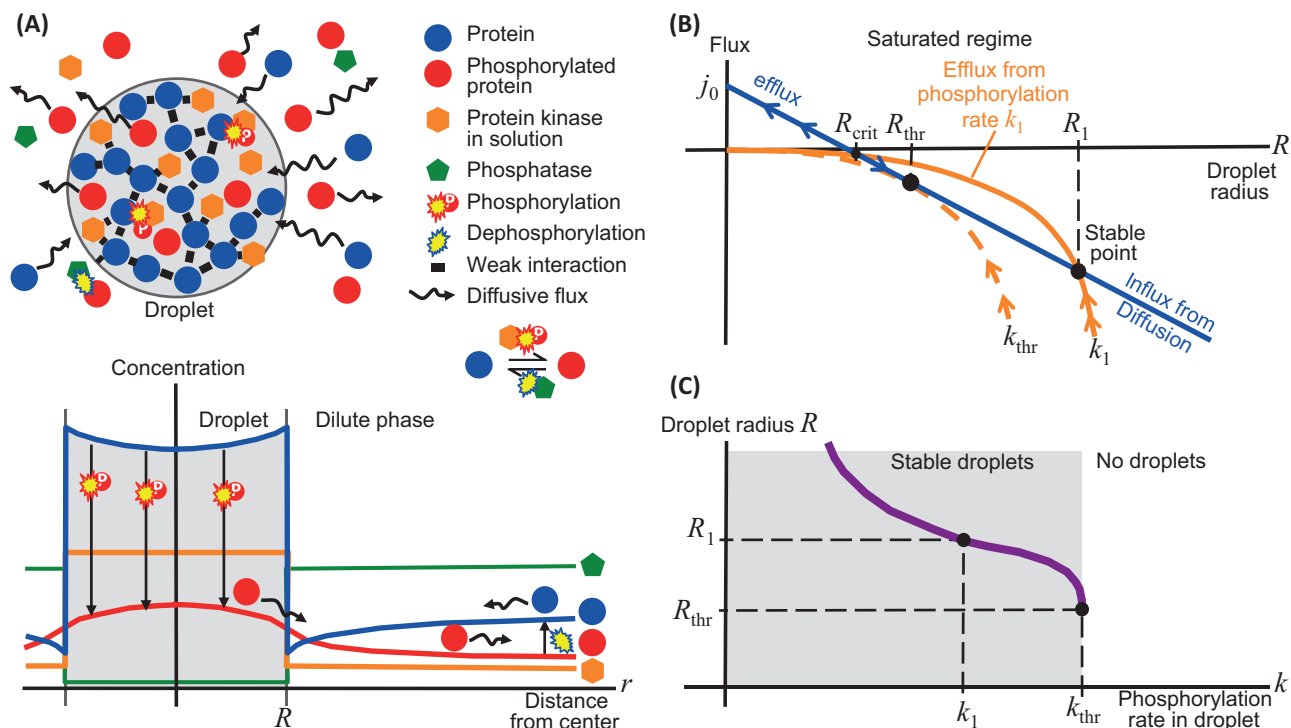 (A)
Protein
Phosphorylated
protein
Protein kinase
in solution
Phosphatase
P
Phosphorylation
Dephosphorylation
Weak interaction
Diffusive flux
P
P
Droplet
P
Concentration
Droplet
Dilute phase
P
P
P
r
R
Distance
from center
(B)
Flux
Saturated regime
j0
efflux
Efflux from
phosphorylation
rate k1
Rcrit
Rthr
R1
R
Droplet
radius
Stable
point
Influx from
Diffusion
kthr
k1
(C)
Droplet radius R
Stable droplets
No droplets
R1
Rthr
k1
kthr
Phosphorylation
rate in droplet
k